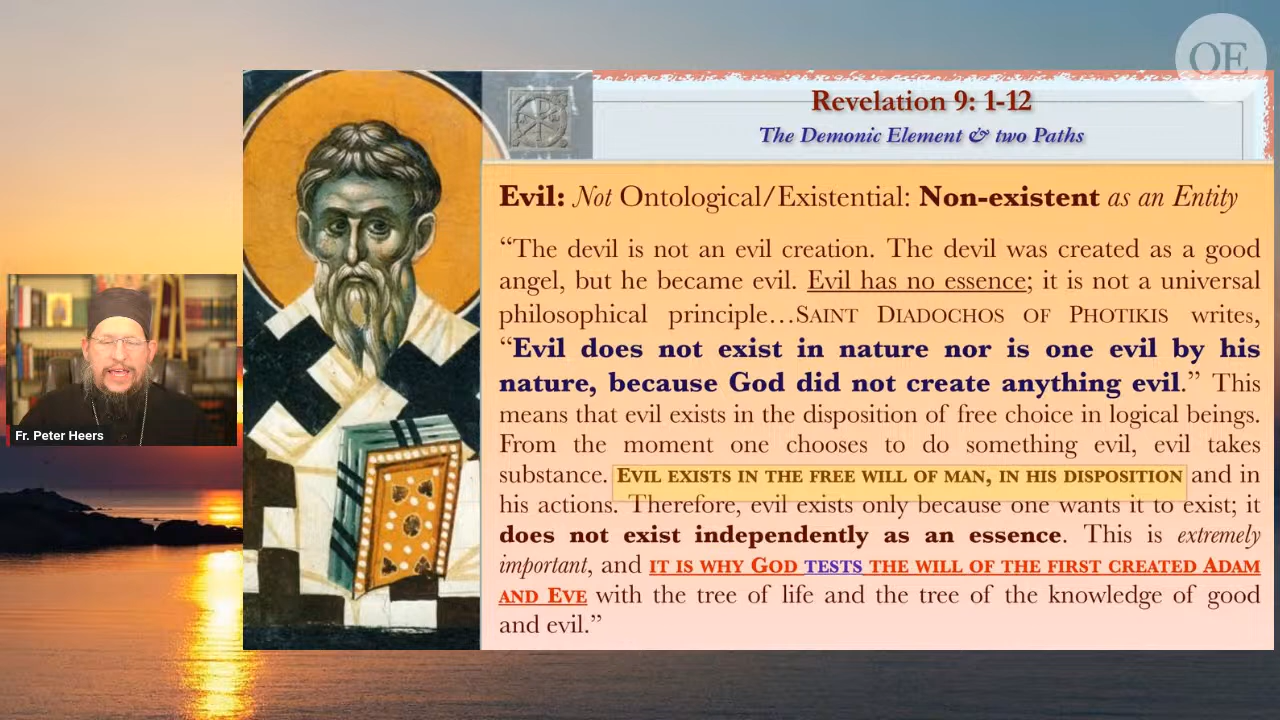 OE
Revelation 9: 1-12
The Demonic Element & two Paths
Evil: Not Ontological/Existential: Non-existent as an Entity
“The devil is not an evil creation. The devil was created as a good
angel, but he became evil. Evil has no essence; it is not a universal
philosophical principle…SAINT DIADOCHOS OF PHOTIKIS writes,
“Evil does not exist in nature nor is one evil by his
nature, because God did not create anything evil.” This
means that evil exists in the disposition of free choice in logical beings.
From the moment one chooses to do something evil, evil takes
substance. EVIL EXISTS IN THE FREE WILL OF MAN, IN HIS DISPOSITION and in
his actions. Therefore, evil exists only because one wants it to exist; it
does not exist independently as an essence. This is extremely
important, and IT IS WHY GOD TESTS THE WILL OF THE FIRST CREATED ADAM
AND EVE with the tree of life and the tree of the knowledge of good
and evil.”
Fr. Peter Heers